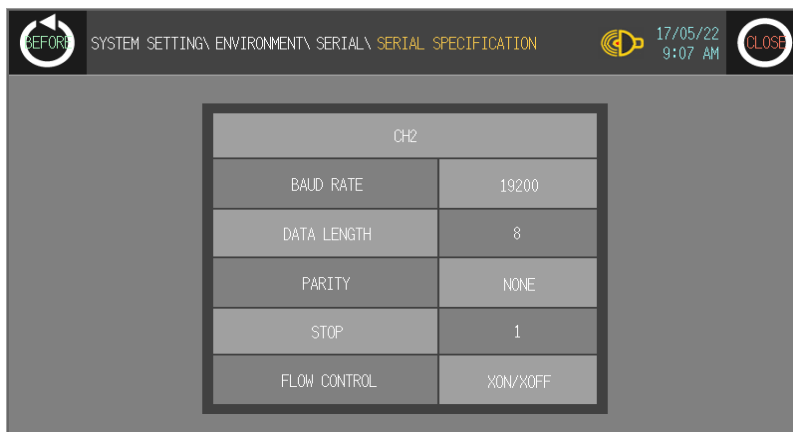 BEFORE
SYSTEM SETTING\ ENVIRONMENT\ SERIAL\ SERIAL SPECIFICATION
17/05/22
9:07 AM
CLOSE
CH2
BAUD RATE 19200
DATA LENGTH 8
PARITY NONE
STOP 1
FLOW CONTROL XON/XOFF